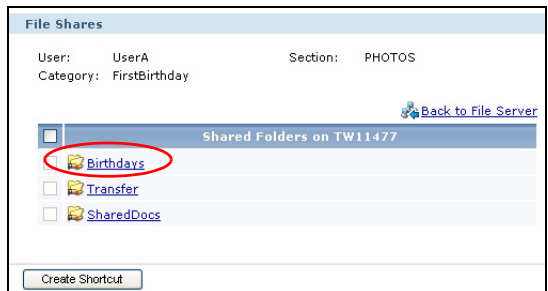 File Shares
User: UserA Section: PHOTOS
Category: FirstBirthday
Back to File Server
Shared Folders on TW11477
Birthdays
Transfer
SharedDocs
Create Shortcut